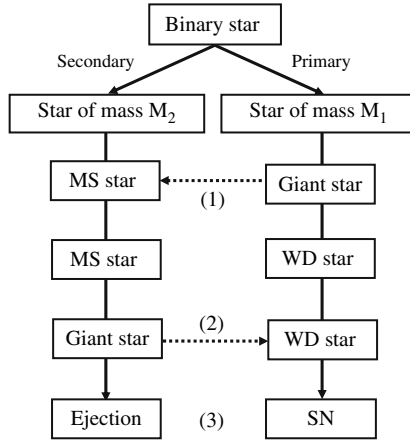 Binary star
Secondary
Primary
Star of mass M₂
Star of mass M₁
MS star
Giant star
(1)
MS star
WD star
(2)
Giant star
WD star
Ejection
(3)
SN